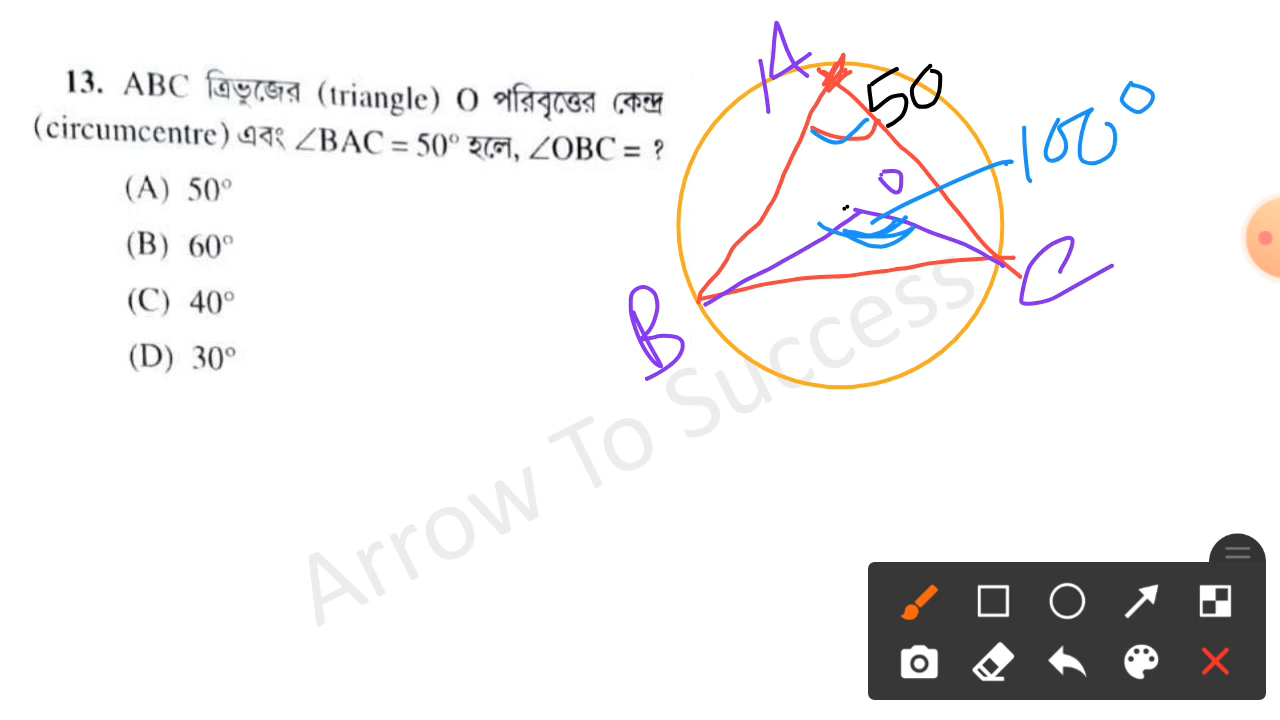 13. ABC ত্রিভুজের (triangle) O পরিবৃত্তের কেন্দ্র
(circumcentre) এবং ∠BAC = 50° হলে, ∠OBC = ?
(A) 50°
(B) 60°
(C) 40°
(D) 30°
A
50
100°
O
B
C
Arrow To Success